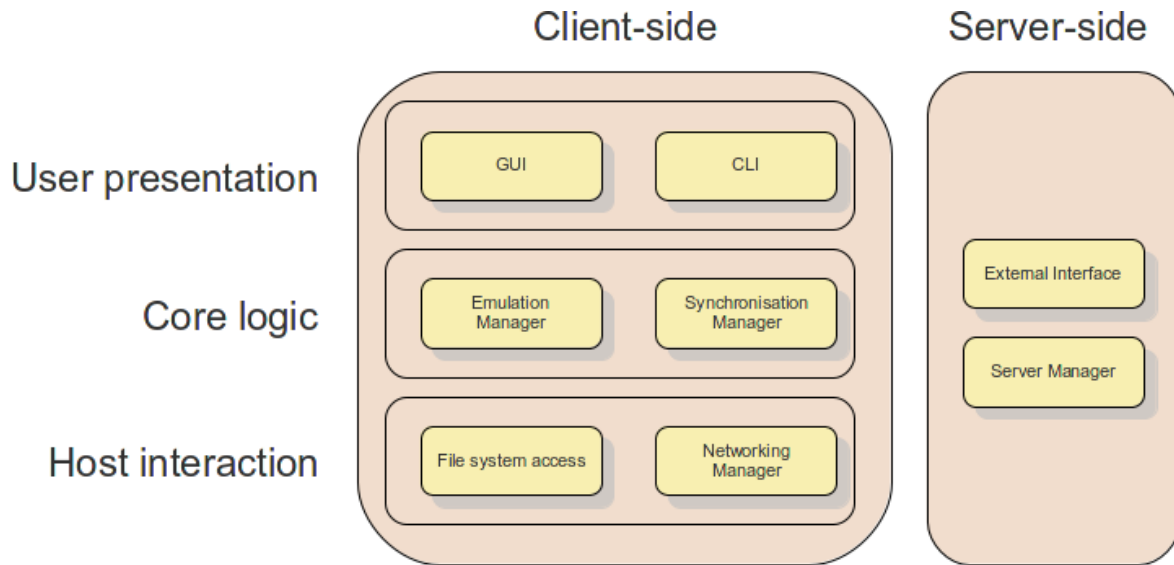 Client-side
Server-side
User presentation
GUI
CLI
Core logic
Emulation
Manager
Synchronisation
Manager
External Interface
Server Manager
Host interaction
File system access
Networking
Manager